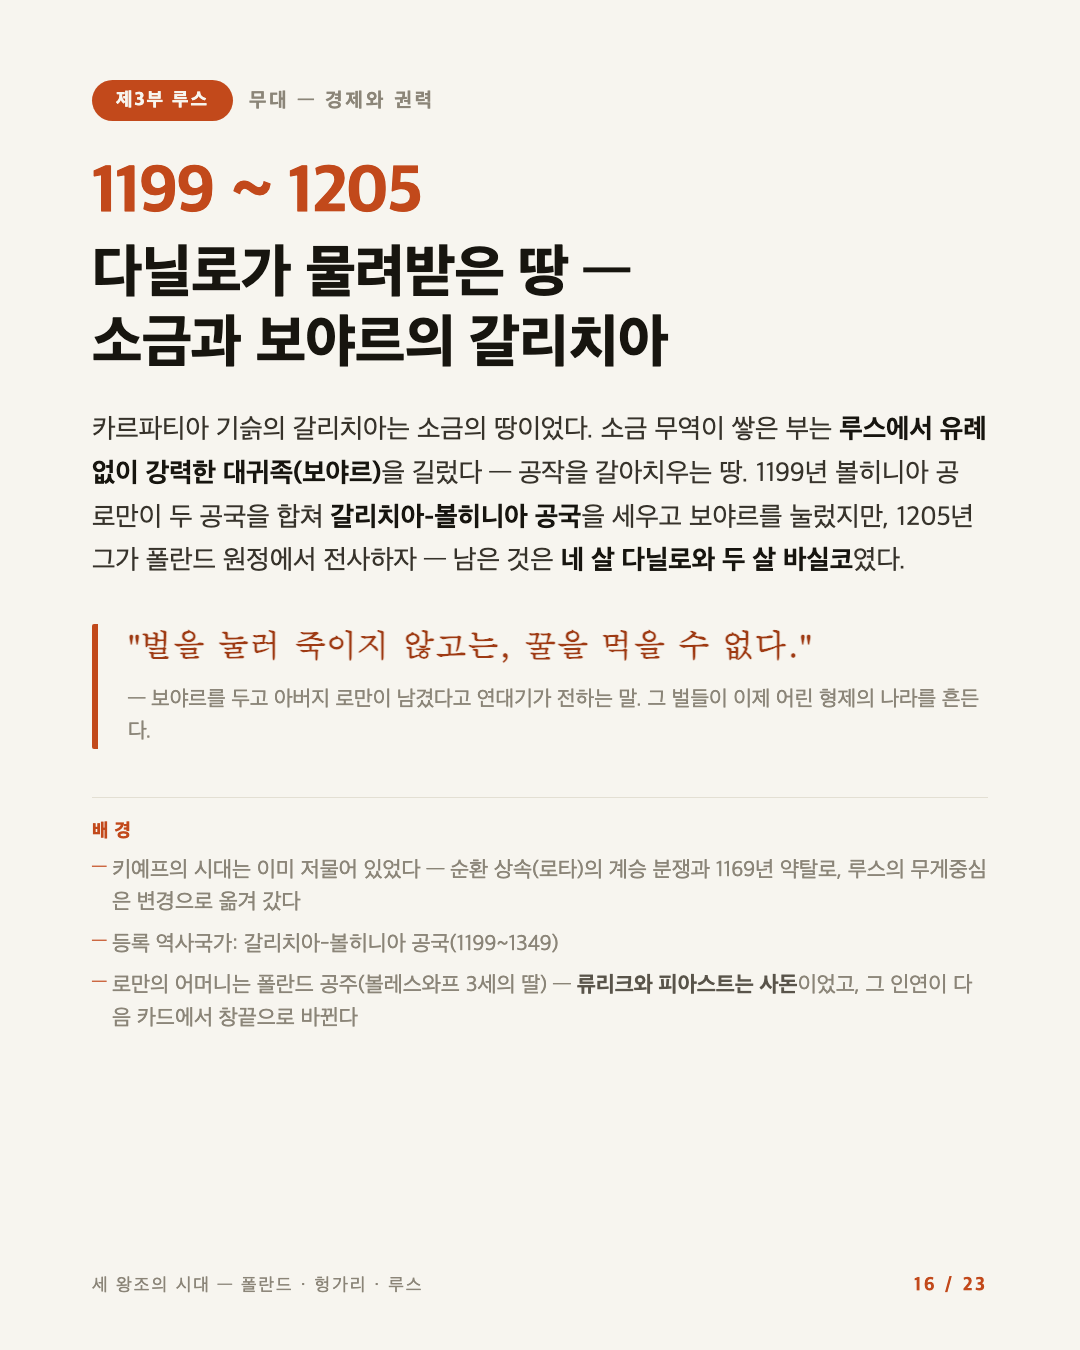 제3부 루스
무대 — 경제와 권력
1199 ~ 1205
다닐로가 물려받은 땅 —
소금과 보야르의 갈리치아
카르파티아 기슭의 갈리치아는 소금의 땅이었다. 소금 무역이 쌓은 부는 루스에서 유례
없이 강력한 대귀족(보야르)을 길렀다 — 공작을 갈아치우는 땅. 1199년 볼히니아 공
로만이 두 공국을 합쳐 갈리치아-볼히니아 공국을 세우고 보야르를 눌렀지만, 1205년
그가 폴란드 원정에서 전사하자 — 남은 것은 네 살 다닐로와 두 살 바실코였다.
"벌을 눌러 죽이지 않고는, 꿀을 먹을 수 없다."
— 보야르를 두고 아버지 로만이 남겼다고 연대기가 전하는 말. 그 벌들이 이제 어린 형제의 나라를 흔든
다.
배경
— 키예프의 시대는 이미 저물어 있었다 — 순환 상속(로타)의 계승 분쟁과 1169년 약탈로, 루스의 무게중심
은 변경으로 옮겨 갔다
— 등록 역사국가: 갈리치아-볼히니아 공국(1199~1349)
— 로만의 어머니는 폴란드 공주(볼레스와프 3세의 딸) — 류리크와 피아스트는 사돈이었고, 그 인연이 다
음 카드에서 창끝으로 바뀐다
세 왕조의 시대 — 폴란드 · 헝가리 · 루스
16 / 23